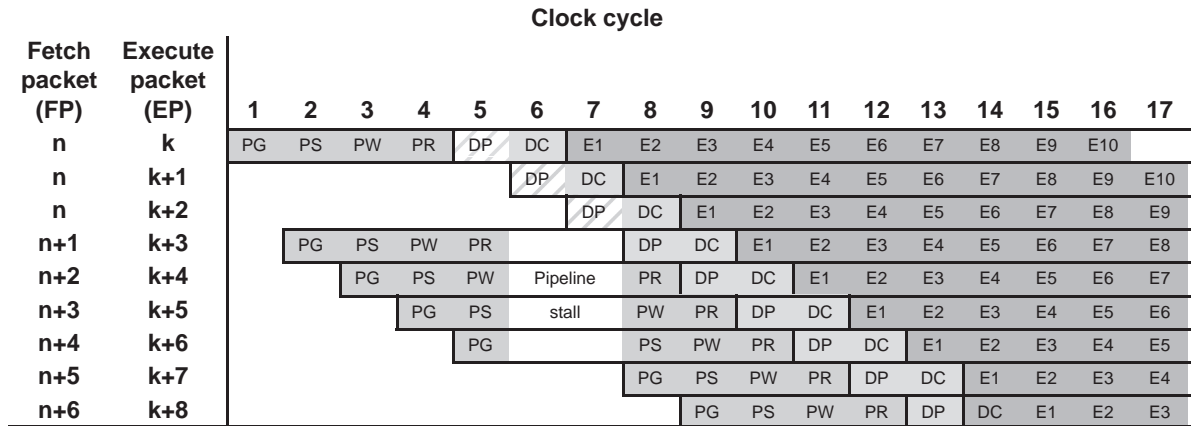 Clock cycle
Fetch Execute
packet packet
(FP) (EP) 1 2 3 4 5 6 7 8 9 10 11 12 13 14 15 16 17
n k PG PS PW PR DP DC E1 E2 E3 E4 E5 E6 E7 E8 E9 E10
n k+1 DP DC E1 E2 E3 E4 E5 E6 E7 E8 E9 E10
n k+2 DP DC E1 E2 E3 E4 E5 E6 E7 E8 E9
n+1 k+3 PG PS PW PR DP DC E1 E2 E3 E4 E5 E6 E7 E8
n+2 k+4 PG PS PW Pipeline PR DP DC E1 E2 E3 E4 E5 E6 E7
n+3 k+5 PG PS stall PW PR DP DC E1 E2 E3 E4 E5 E6
n+4 k+6 PG PS PW PR DP DC E1 E2 E3 E4 E5
n+5 k+7 PG PS PW PR DP DC E1 E2 E3 E4
n+6 k+8 PG PS PW PR DP DC E1 E2 E3